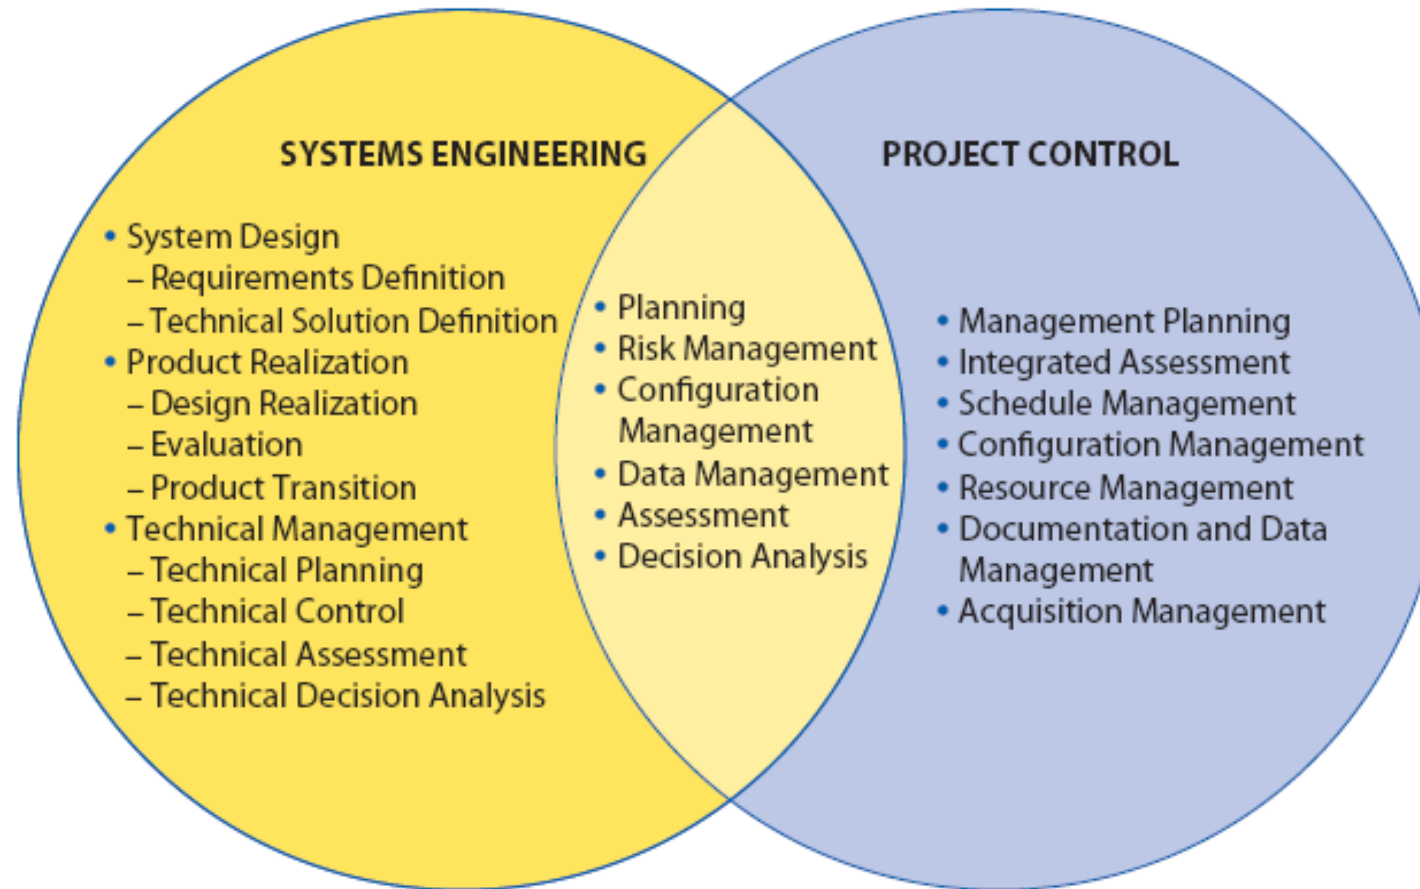 SYSTEMS ENGINEERING
• System Design
– Requirements Definition
– Technical Solution Definition
• Product Realization
– Design Realization
– Evaluation
– Product Transition
• Technical Management
– Technical Planning
– Technical Control
– Technical Assessment
– Technical Decision Analysis
• Planning
• Risk Management
• Configuration
Management
• Data Management
• Assessment
• Decision Analysis
PROJECT CONTROL
• Management Planning
• Integrated Assessment
• Schedule Management
• Configuration Management
• Resource Management
• Documentation and Data
Management
• Acquisition Management